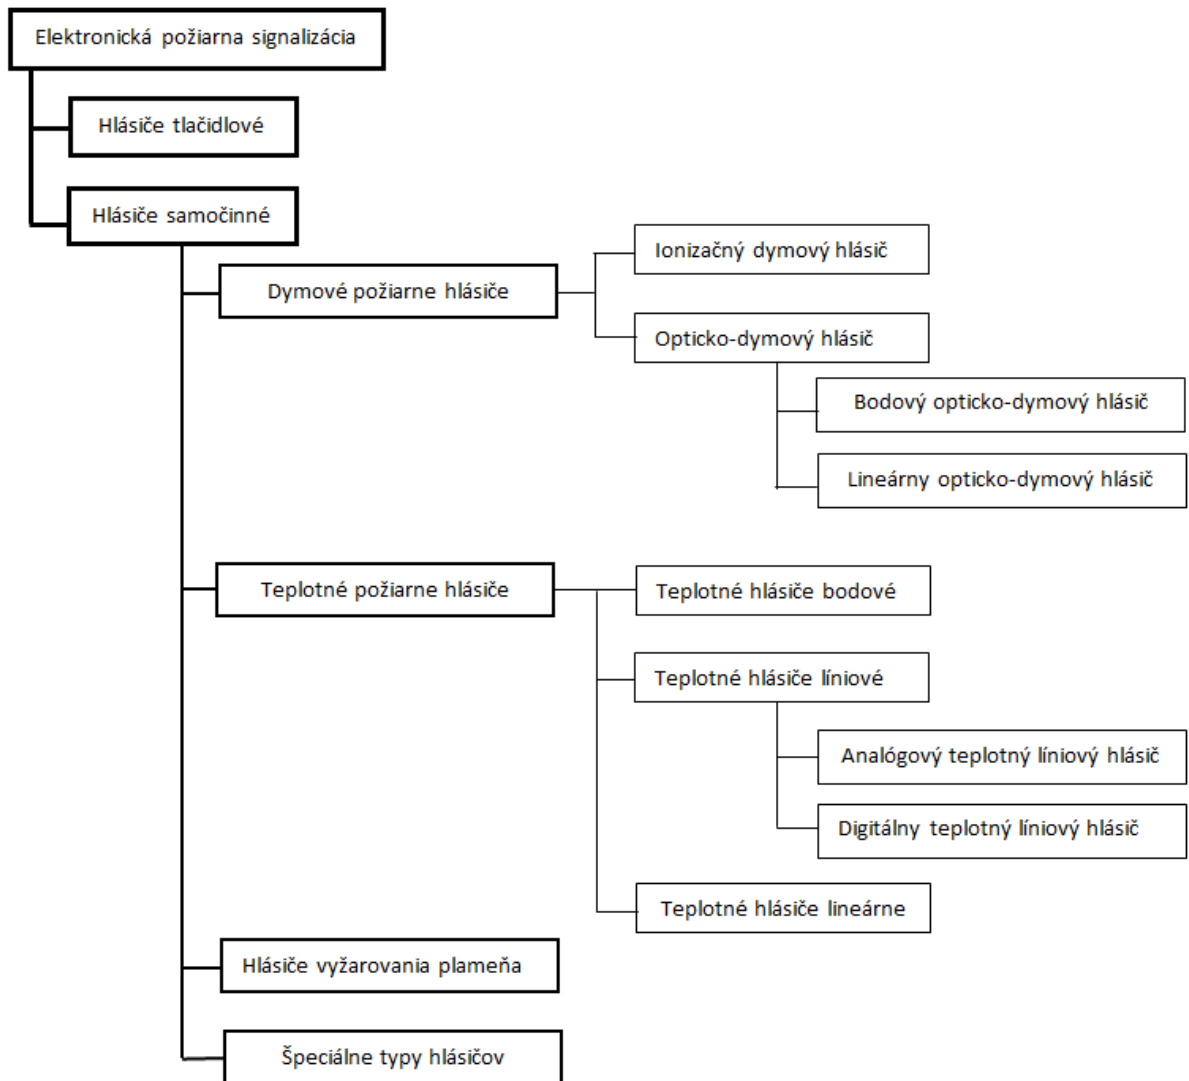 Elektronická požiarna signalizácia
Hlásiče tlačidlové
Hlásiče samočinné
Dymové požiarne hlásiče
Ionizačný dymový hlásič
Opticko-dymový hlásič
Bodový opticko-dymový hlásič
Lineárny opticko-dymový hlásič
Teplotné požiarne hlásiče
Teplotné hlásiče bodové
Teplotné hlásiče líniové
Analógový teplotný líniový hlásič
Digitálny teplotný líniový hlásič
Teplotné hlásiče lineárne
Hlásiče vyžarovania plameňa
Špeciálne typy hlásičov